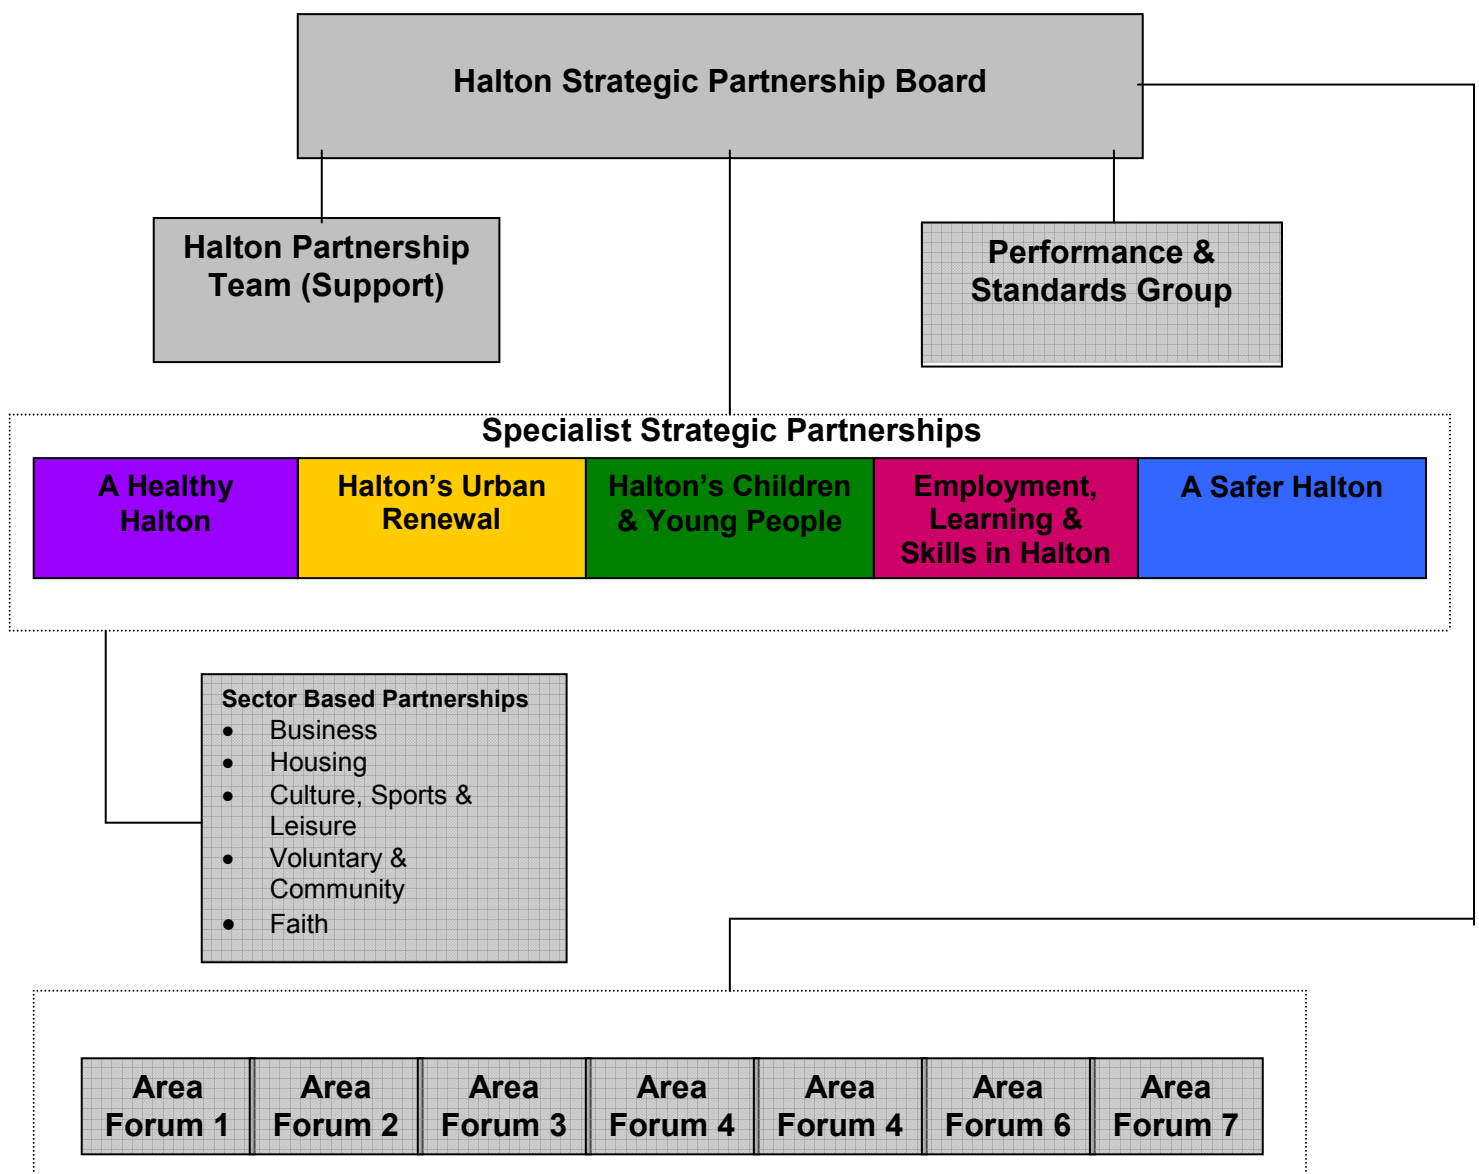 Halton Strategic Partnership Board
Halton Partnership
Team (Support)
Performance &
Standards Group
Specialist Strategic Partnerships
A Healthy
Halton
Halton’s Urban
Renewal
Halton’s Children
& Young People
Employment,
Learning &
Skills in Halton
A Safer Halton
Sector Based Partnerships
• Business
• Housing
• Culture, Sports &
Leisure
• Voluntary &
Community
• Faith
Area
Forum 1
Area
Forum 2
Area
Forum 3
Area
Forum 4
Area
Forum 4
Area
Forum 6
Area
Forum 7